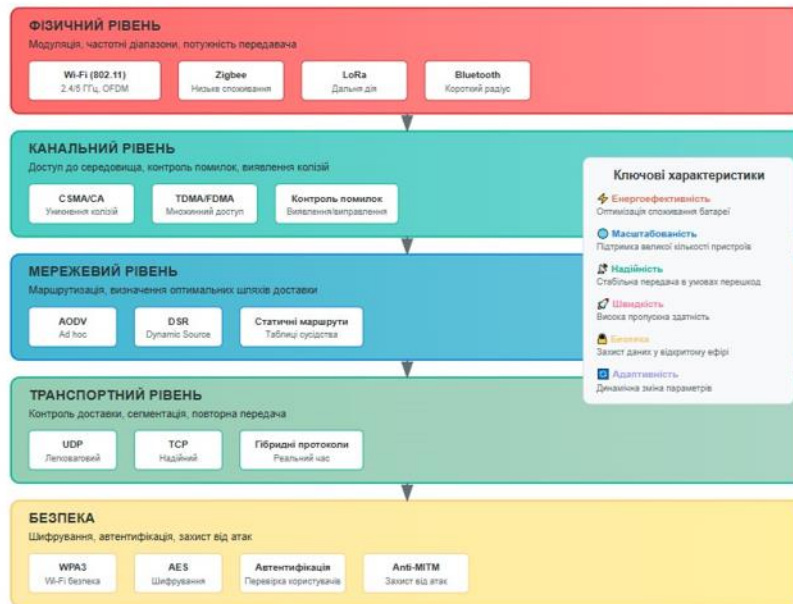 ФІЗИЧНИЙ РІВЕНЬ
Модуляція, частотні діапазони, потужність передавача
Wi-Fi (802.11)
2.4/5 ГГц, OFDM
Zigbee
Низьке споживання
LoRa
Дальня дія
Bluetooth
Короткий радіус
КАНАЛЬНИЙ РІВЕНЬ
Доступ до середовища, контроль помилок, виявлення колізій
CSMA/CA
Уникнення колізій
TDMA/FDMA
Множинний доступ
Контроль помилок
Виявлення/виправлення
МЕРЕЖЕВИЙ РІВЕНЬ
Маршрутизація, визначення оптимальних шляхів доставки
AODV
Ad hoc
DSR
Dynamic Source
Статичні маршрути
Таблиці сусідства
ТРАНСПОРТНИЙ РІВЕНЬ
Контроль доставки, сегментація, повторна передача
UDP
Легковаговий
TCP
Надійний
Гібридні протоколи
Реальний час
БЕЗПЕКА
Шифрування, автентифікація, захист від атак
WPA3
Wi-Fi безпека
AES
Шифрування
Автентифікація
Перевірка користувачів
Anti-MITM
Захист від атак
Ключові характеристики
Енергоефективність
Оптимізація споживання батареї
Масштабованість
Підтримка великої кількості пристроїв
Надійність
Стабільна передача в умовах перешкод
Швидкість
Висока пропускна здатність
Безпека
Захист даних у відкритому ефірі
Адаптивність
Динамічна зміна параметрів